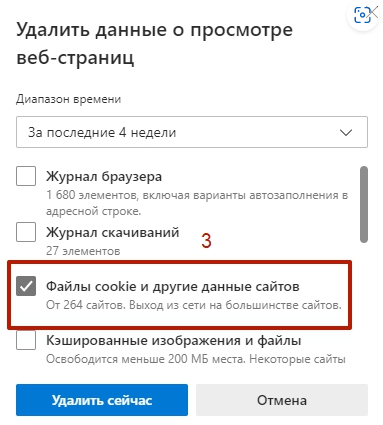 Удалить данные о просмотре
веб-страниц
Диапазон времени
За последние 4 недели
Журнал браузера
1 680 элементов, включая варианты автозаполнения в
адресной строке.
Журнал скачиваний
3
27 элементов
Файлы cookie и другие данные сайтов
От 264 сайтов. Выход из сети на большинстве сайтов.
Кэшированные изображения и файлы
Освободится меньше 200 МБ места. Некоторые сайты
Удалить сейчас
Отмена